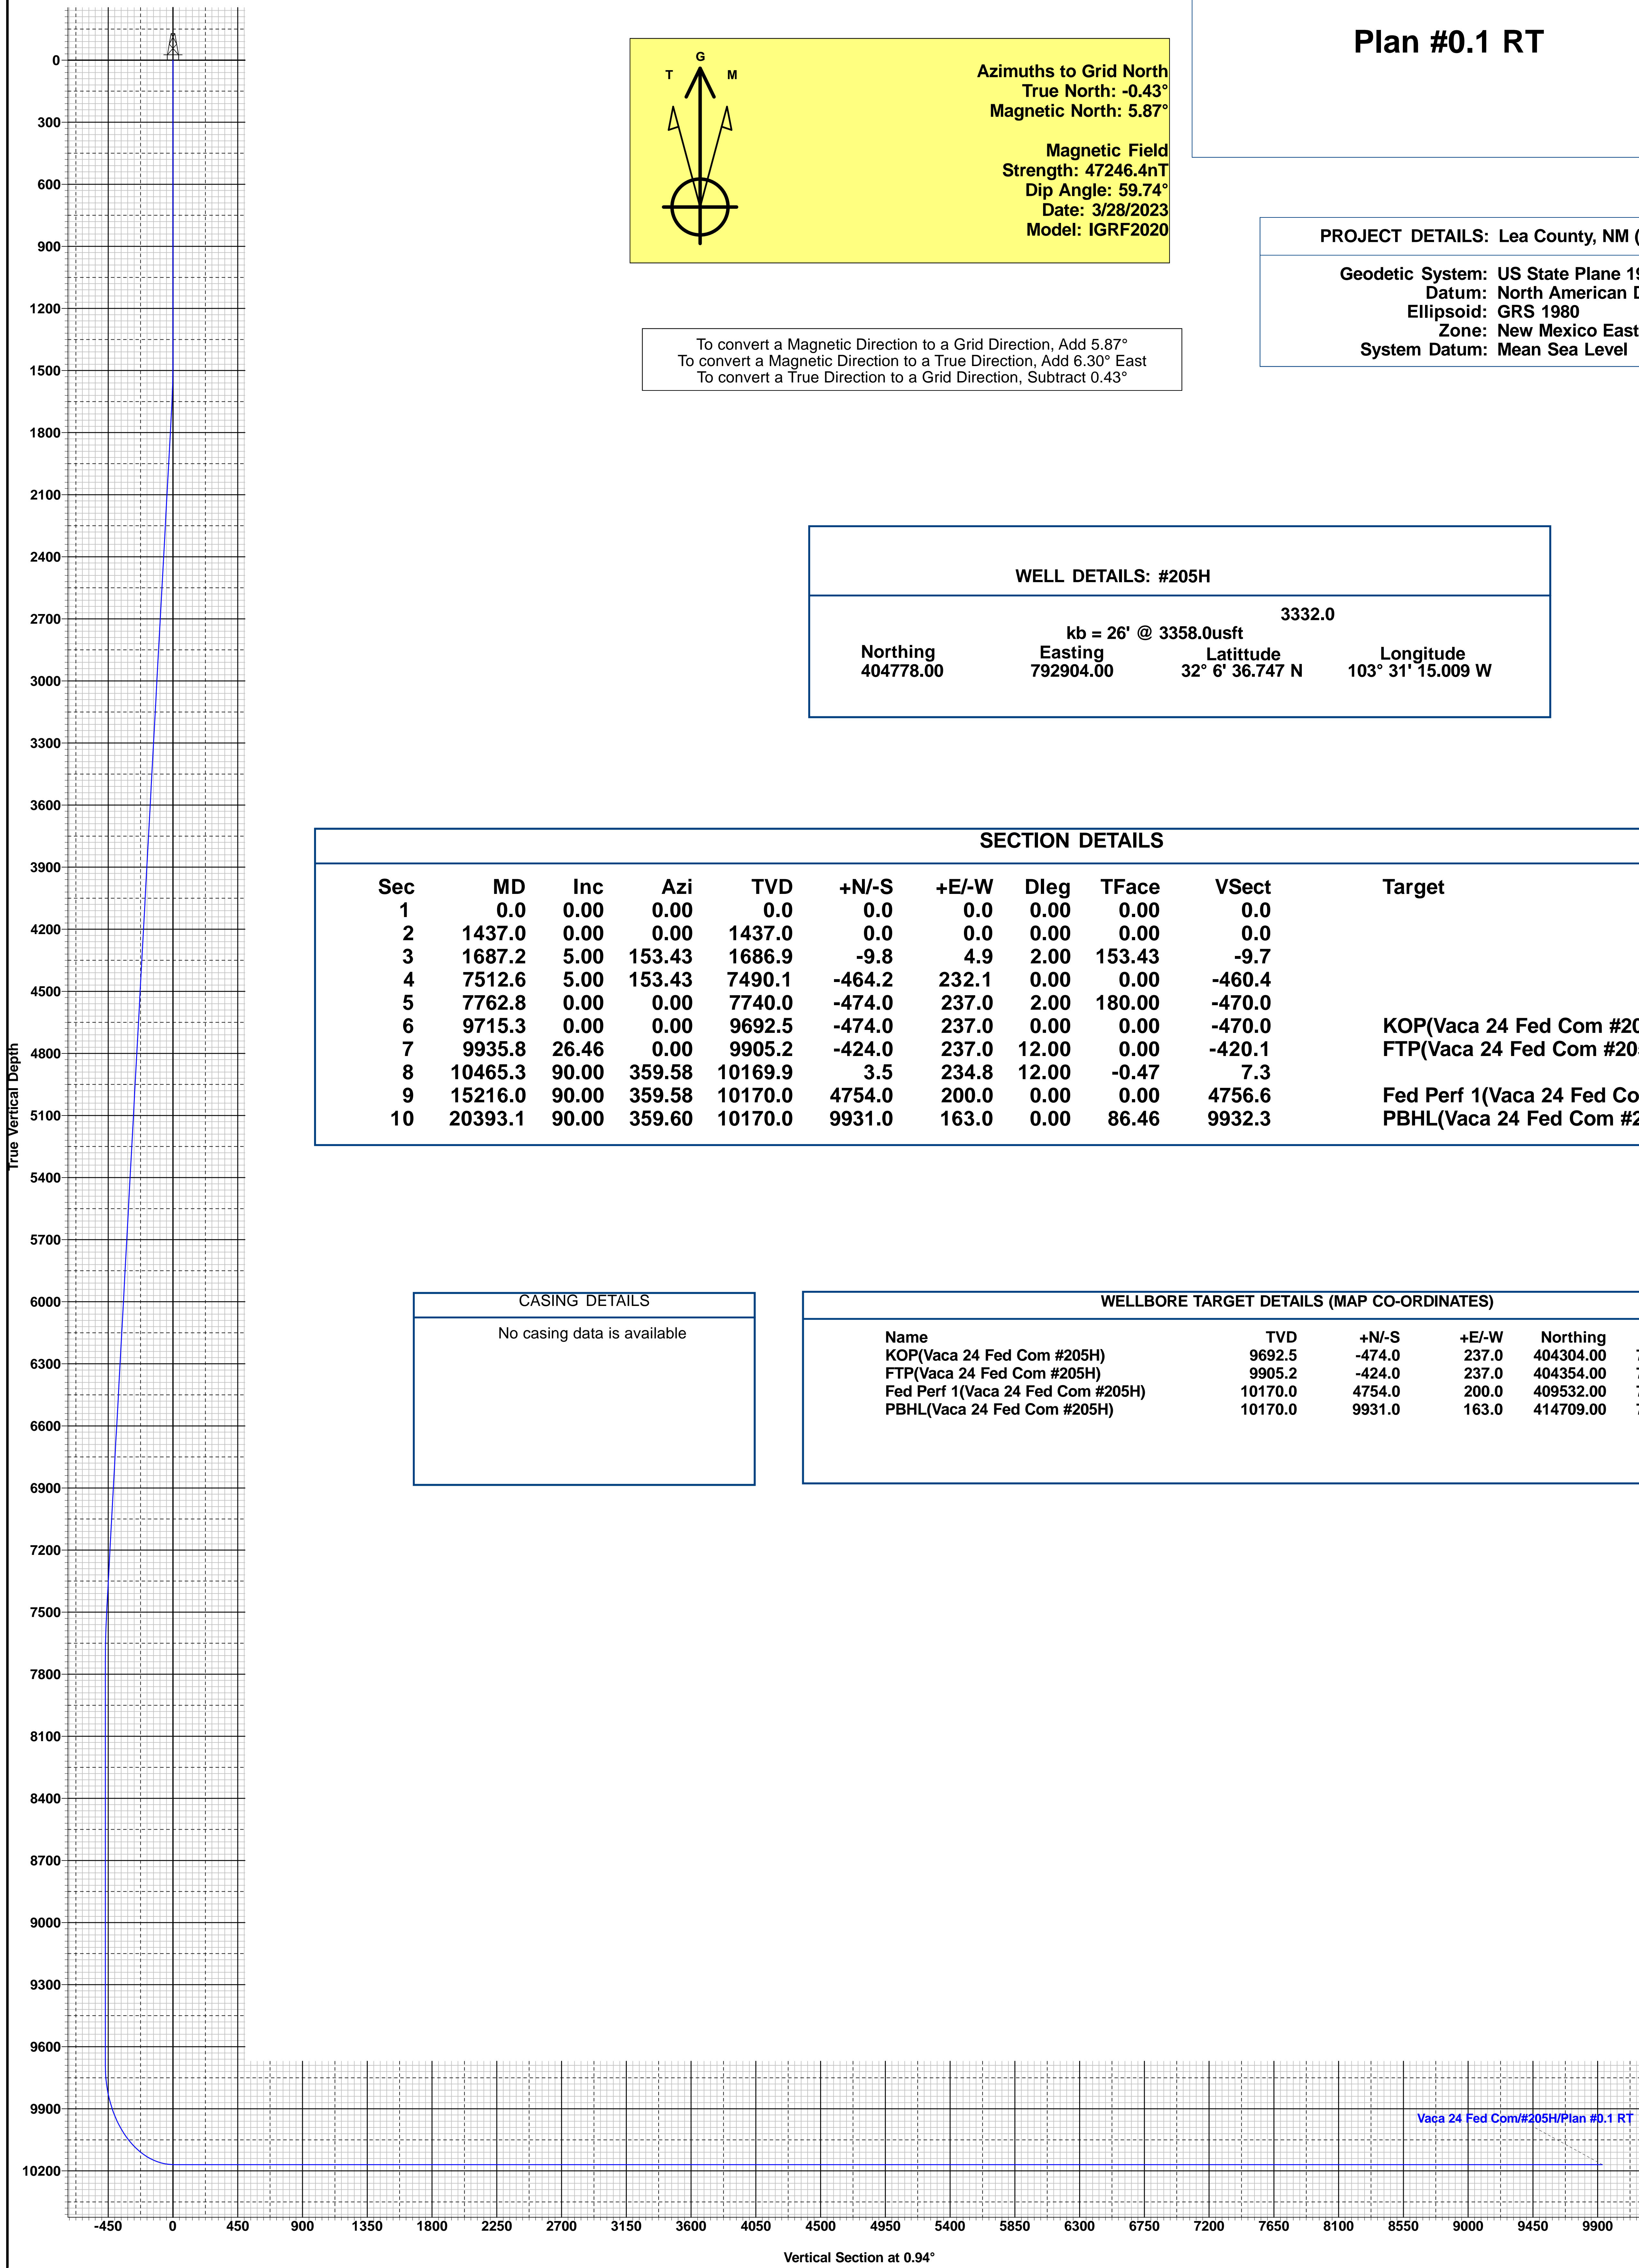 Plan #0.1 RT
G
T M
Azimuths to Grid North
True North: -0.43°
Magnetic North: 5.87°
Magnetic Field
Strength: 47246.4nT
Dip Angle: 59.74°
Date: 3/28/2023
Model: IGRF2020
PROJECT DETAILS: Lea County, NM (
Geodetic System: US State Plane 19
Datum: North American D
Ellipsoid: GRS 1980
Zone: New Mexico East
System Datum: Mean Sea Level
To convert a Magnetic Direction to a Grid Direction, Add 5.87°
To convert a Magnetic Direction to a True Direction, Add 6.30° East
To convert a True Direction to a Grid Direction, Subtract 0.43°
WELL DETAILS: #205H
3332.0
kb = 26' @ 3358.0usft
Northing Easting Latittude Longitude
404778.00 792904.00 32° 6' 36.747 N 103° 31' 15.009 W
SECTION DETAILS
Sec MD Inc Azi TVD +N/-S +E/-W Dleg TFace VSect Target
1 0.0 0.00 0.00 0.0 0.0 0.0 0.00 0.00 0.0
2 1437.0 0.00 0.00 1437.0 0.0 0.0 0.00 0.00 0.0
3 1687.2 5.00 153.43 1686.9 -9.8 4.9 2.00 153.43 -9.7
4 7512.6 5.00 153.43 7490.1 -464.2 232.1 0.00 0.00 -460.4
5 7762.8 0.00 0.00 7740.0 -474.0 237.0 2.00 180.00 -470.0
6 9715.3 0.00 0.00 9692.5 -474.0 237.0 0.00 0.00 -470.0 KOP(Vaca 24 Fed Com #20
7 9935.8 26.46 0.00 9905.2 -424.0 237.0 12.00 0.00 -420.1 FTP(Vaca 24 Fed Com #205
8 10465.3 90.00 359.58 10169.9 3.5 234.8 12.00 -0.47 7.3
9 15216.0 90.00 359.58 10170.0 4754.0 200.0 0.00 0.00 4756.6 Fed Perf 1(Vaca 24 Fed Co
10 20393.1 90.00 359.60 10170.0 9931.0 163.0 0.00 86.46 9932.3 PBHL(Vaca 24 Fed Com #2
CASING DETAILS
No casing data is available
WELLBORE TARGET DETAILS (MAP CO-ORDINATES)
Name TVD +N/-S +E/-W Northing
KOP(Vaca 24 Fed Com #205H) 9692.5 -474.0 237.0 404304.00 7
FTP(Vaca 24 Fed Com #205H) 9905.2 -424.0 237.0 404354.00 7
Fed Perf 1(Vaca 24 Fed Com #205H) 10170.0 4754.0 200.0 409532.00 7
PBHL(Vaca 24 Fed Com #205H) 10170.0 9931.0 163.0 414709.00 7
True Vertical Depth
0
300
600
900
1200
1500
1800
2100
2400
2700
3000
3300
3600
3900
4200
4500
4800
5100
5400
5700
6000
6300
6600
6900
7200
7500
7800
8100
8400
8700
9000
9300
9600
9900
10200
Vaca 24 Fed Com/#205H/Plan #0.1 RT
-450 0 450 900 1350 1800 2250 2700 3150 3600 4050 4500 4950 5400 5850 6300 6750 7200 7650 8100 8550 9000 9450 9900
Vertical Section at 0.94°